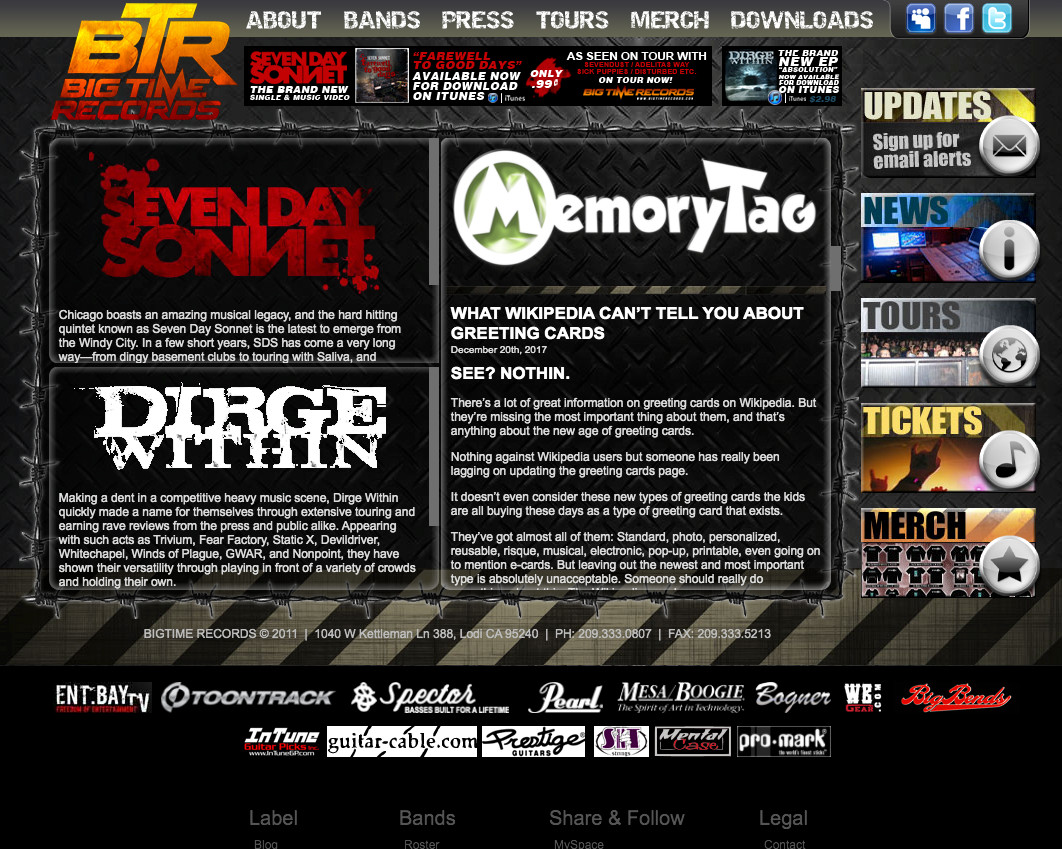 ABOUT BANDS PRESS TOURS MERCH DOWNLOADS
BTR
BIG TIME
RECORDS
SEVEN DAY
SONNET
THE BRAND NEW
SINGLE & MUSIC VIDEO
"FAREWELL
TO GOOD DAYS"
AVAILABLE NOW
FOR DOWNLOAD
ON ITUNES iTunes
ONLY
.99¢
AS SEEN ON TOUR WITH
SEVENDUST / ADELITAS WAY
SICK PUPPIES / DISTURBED ETC.
ON TOUR NOW!
BIG TIME RECORDS
WWW.BIGTIMERECORDS.COM
DIRGE
WITHIN
THE BRAND
NEW EP
"ABSOLUTION"
NOW AVAILABLE
FOR DOWNLOAD
ON ITUNES
iTunes $2.98
UPDATES
Sign up for
email alerts
NEWS
TOURS
TICKETS
MERCH
SEVEN DAY
SONNET
Chicago boasts an amazing musical legacy, and the hard hitting
quintet known as Seven Day Sonnet is the latest to emerge from
the Windy City. In a few short years, SDS has come a very long
way—from dingy basement clubs to touring with Saliva, and
DIRGE
WITHIN
Making a dent in a competitive heavy music scene, Dirge Within
quickly made a name for themselves through extensive touring and
earning rave reviews from the press and public alike. Appearing
with such acts as Trivium, Fear Factory, Static X, Devildriver,
Whitechapel, Winds of Plague, GWAR, and Nonpoint, they have
shown their versatility through playing in front of a variety of crowds
and holding their own.
MemoryTag
WHAT WIKIPEDIA CAN'T TELL YOU ABOUT
GREETING CARDS
December 20th, 2017
SEE? NOTHIN.
There's a lot of great information on greeting cards on Wikipedia. But
they're missing the most important thing about them, and that's
anything about the new age of greeting cards.
Nothing against Wikipedia users but someone has really been
lagging on updating the greeting cards page.
It doesn't even consider these new types of greeting cards the kids
are all buying these days as a type of greeting card that exists.
They've got almost all of them: Standard, photo, personalized,
reusable, risque, musical, electronic, pop-up, printable, even going on
to mention e-cards. But leaving out the newest and most important
type is absolutely unacceptable. Someone should really do
BIGTIME RECORDS © 2011 | 1040 W Kettleman Ln 388, Lodi CA 95240 | PH: 209.333.0807 | FAX: 209.333.5213
ENT.BAY TV
FREEDOM OF ENTERTAINMENT
TOONTRACK
Spector
BASSES BUILT FOR A LIFETIME
Pearl
MESA/BOOGIE
The Spirit of Art in Technology.
Bogner
WB GEAR .COM
Big Bends
InTune
Guitar Picks Inc.
www.InTuneGP.com
guitar-cable.com
Prestige
GUITARS
SIT
STRINGS
Mental
Case
pro·mark
the world's finest sticks
Label Bands Share & Follow Legal
Blog Roster MySpace Contact